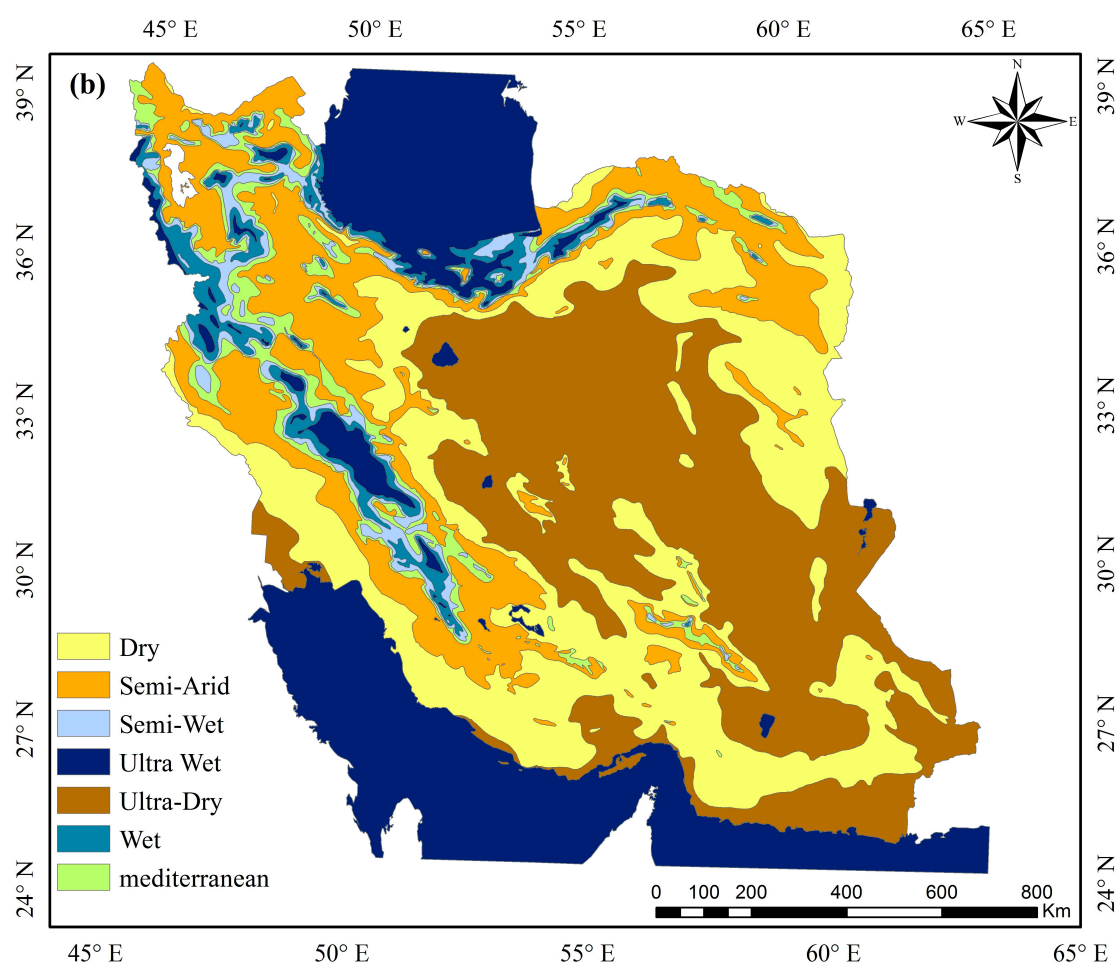 45° E 50° E 55° E 60° E 65° E
(b)
N
W E
S
39° N 39° N
36° N 36° N
33° N 33° N
30° N 30° N
27° N 27° N
24° N 24° N
Dry
Semi-Arid
Semi-Wet
Ultra Wet
Ultra-Dry
Wet
mediterranean
0 100 200 400 600 800
Km
45° E 50° E 55° E 60° E 65° E